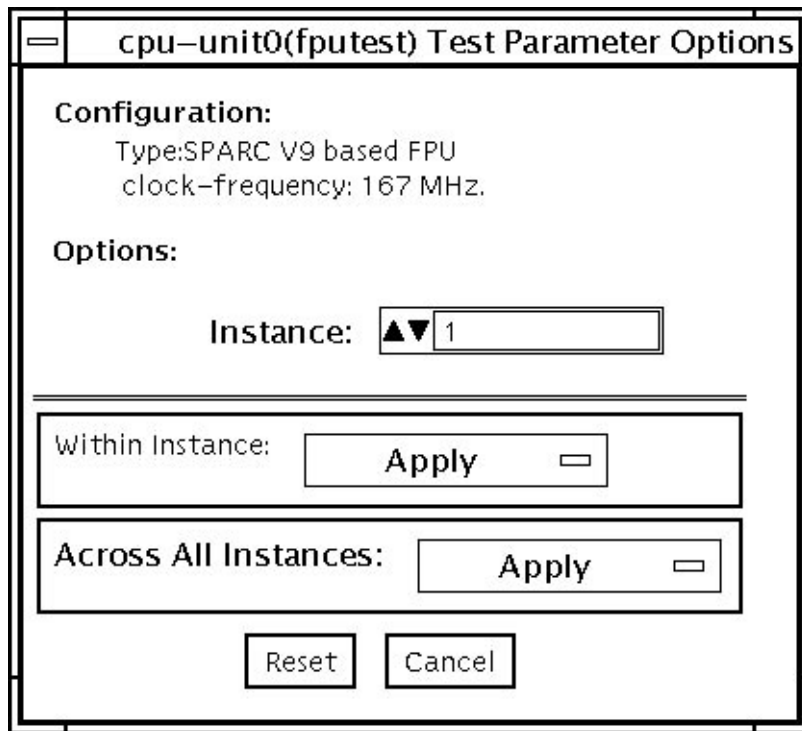 cpu-unit0(fputest) Test Parameter Options
Configuration:
Type:SPARC V9 based FPU
clock-frequency: 167 MHz.
Options:
Instance: 1
Within Instance: Apply
Across All Instances: Apply
Reset Cancel